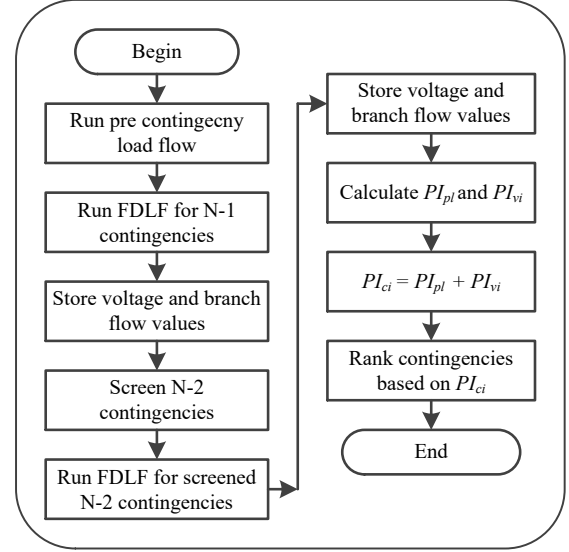 Begin
Run pre contingecny
load flow
Run FDLF for N-1
contingencies
Store voltage and branch
flow values
Screen N-2
contingencies
Run FDLF for screened
N-2 contingencies
Store voltage and
branch flow values
Calculate PIpl and PIvi
PIci = PIpl + PIvi
Rank contingencies
based on PIci
End